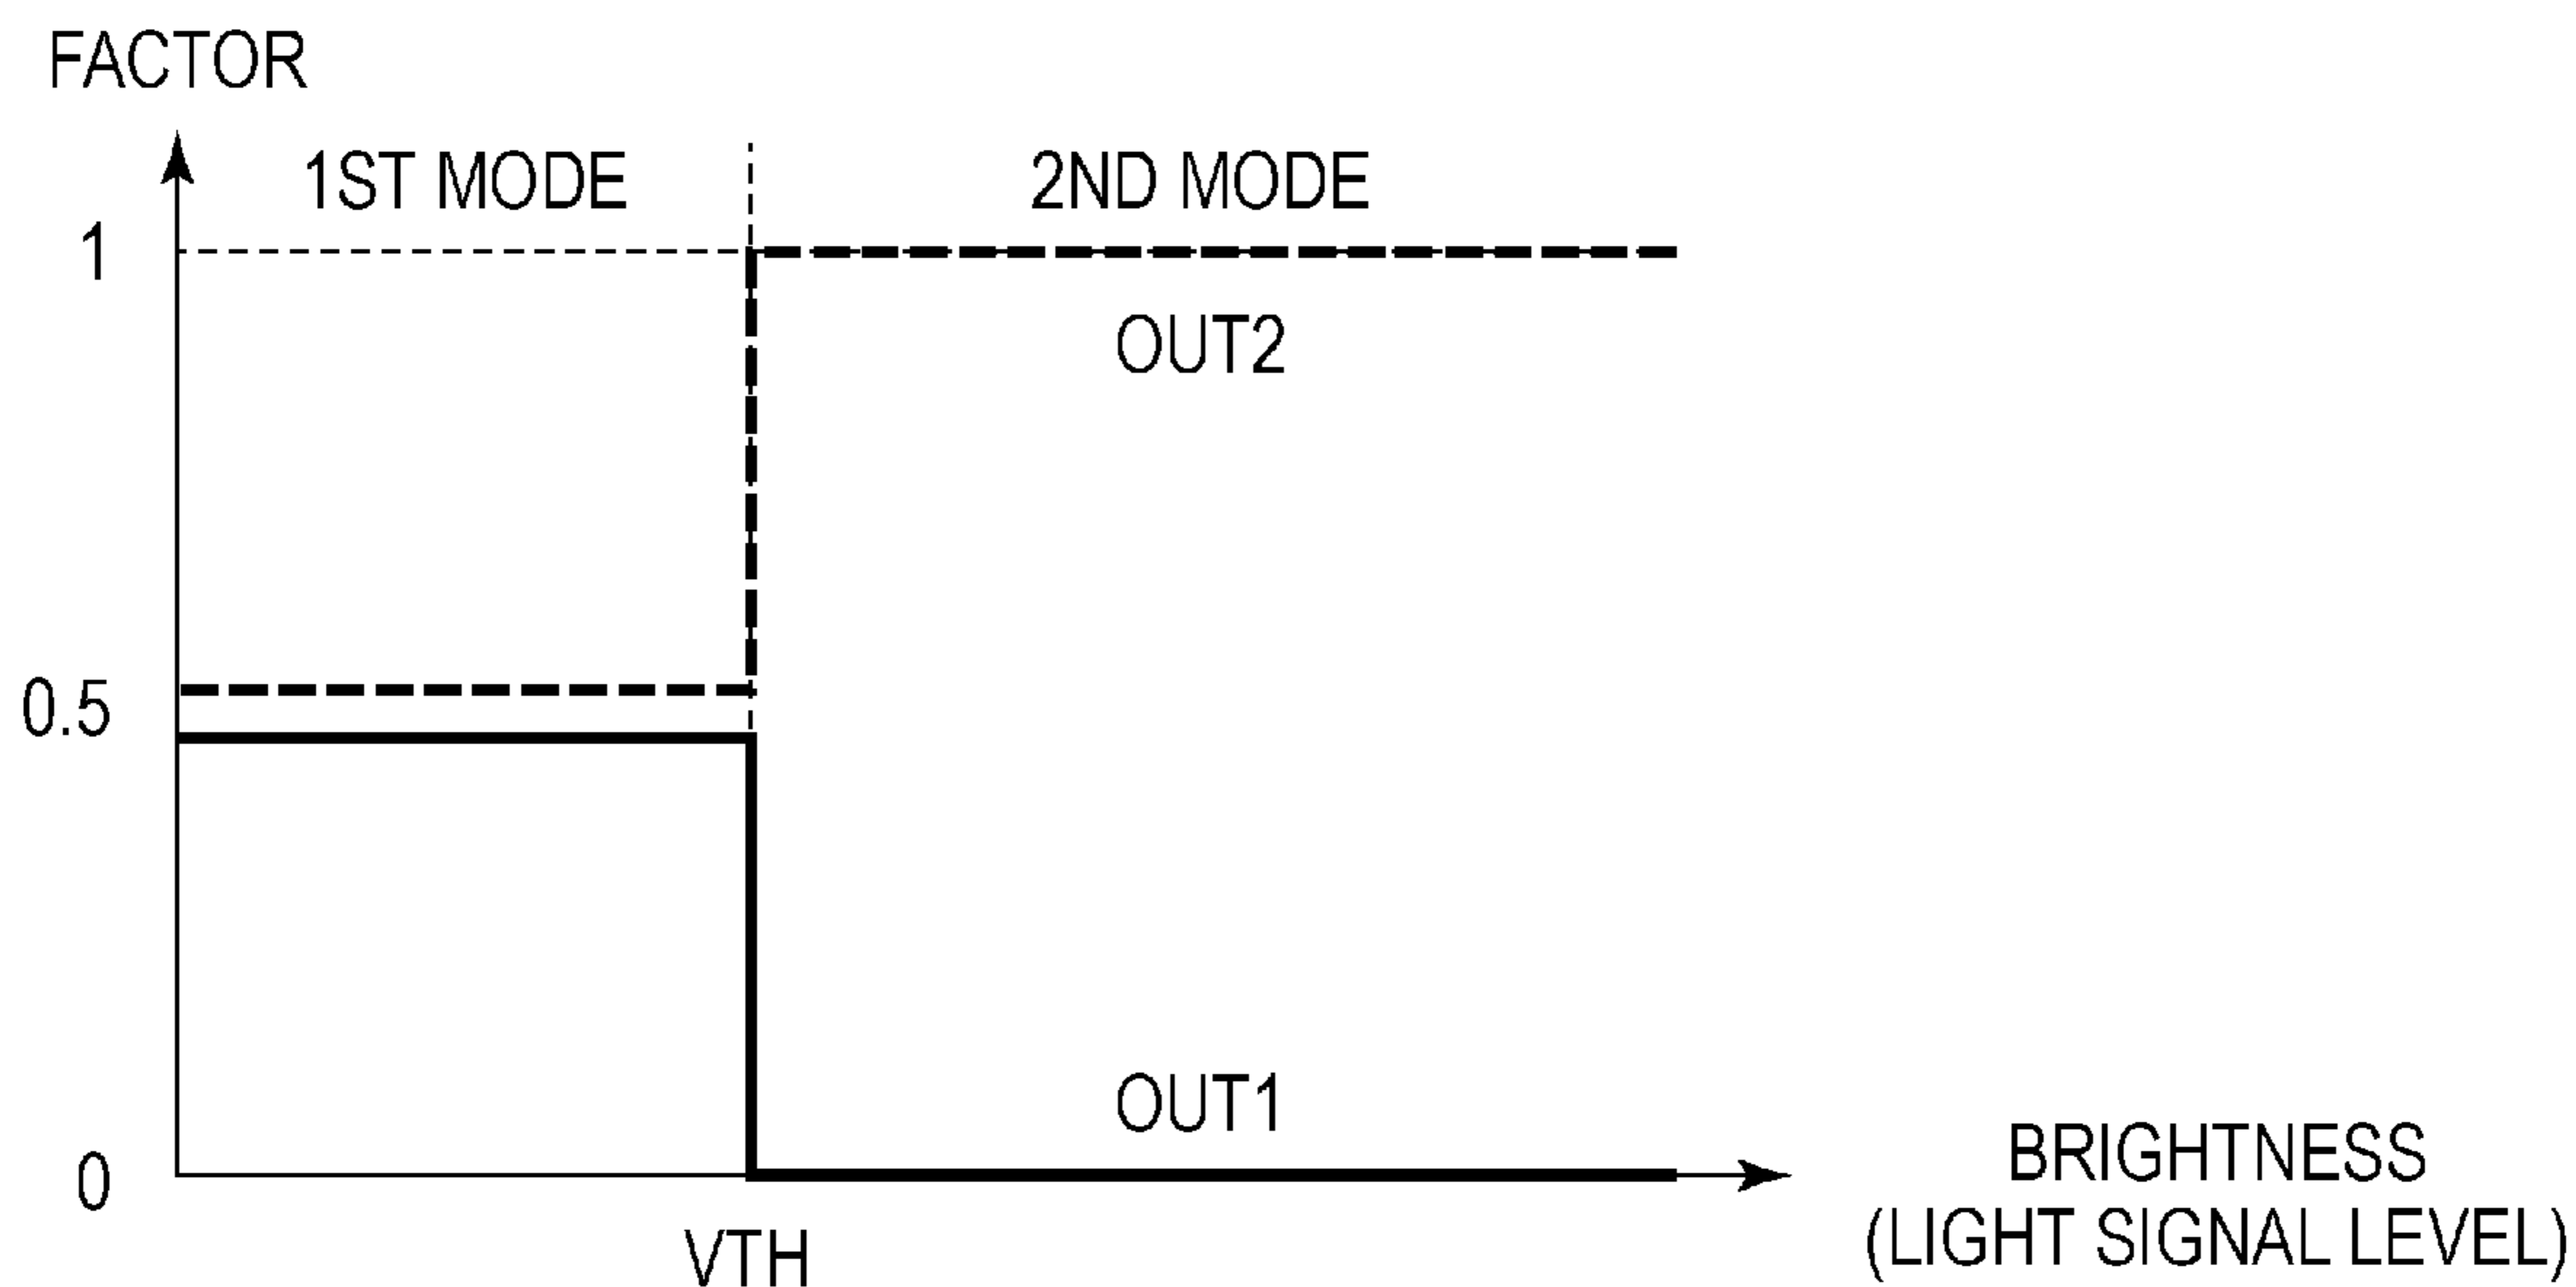 FACTOR
1ST MODE
2ND MODE
1
OUT2
0.5
OUT1
0
BRIGHTNESS
(LIGHT SIGNAL LEVEL)
VTH